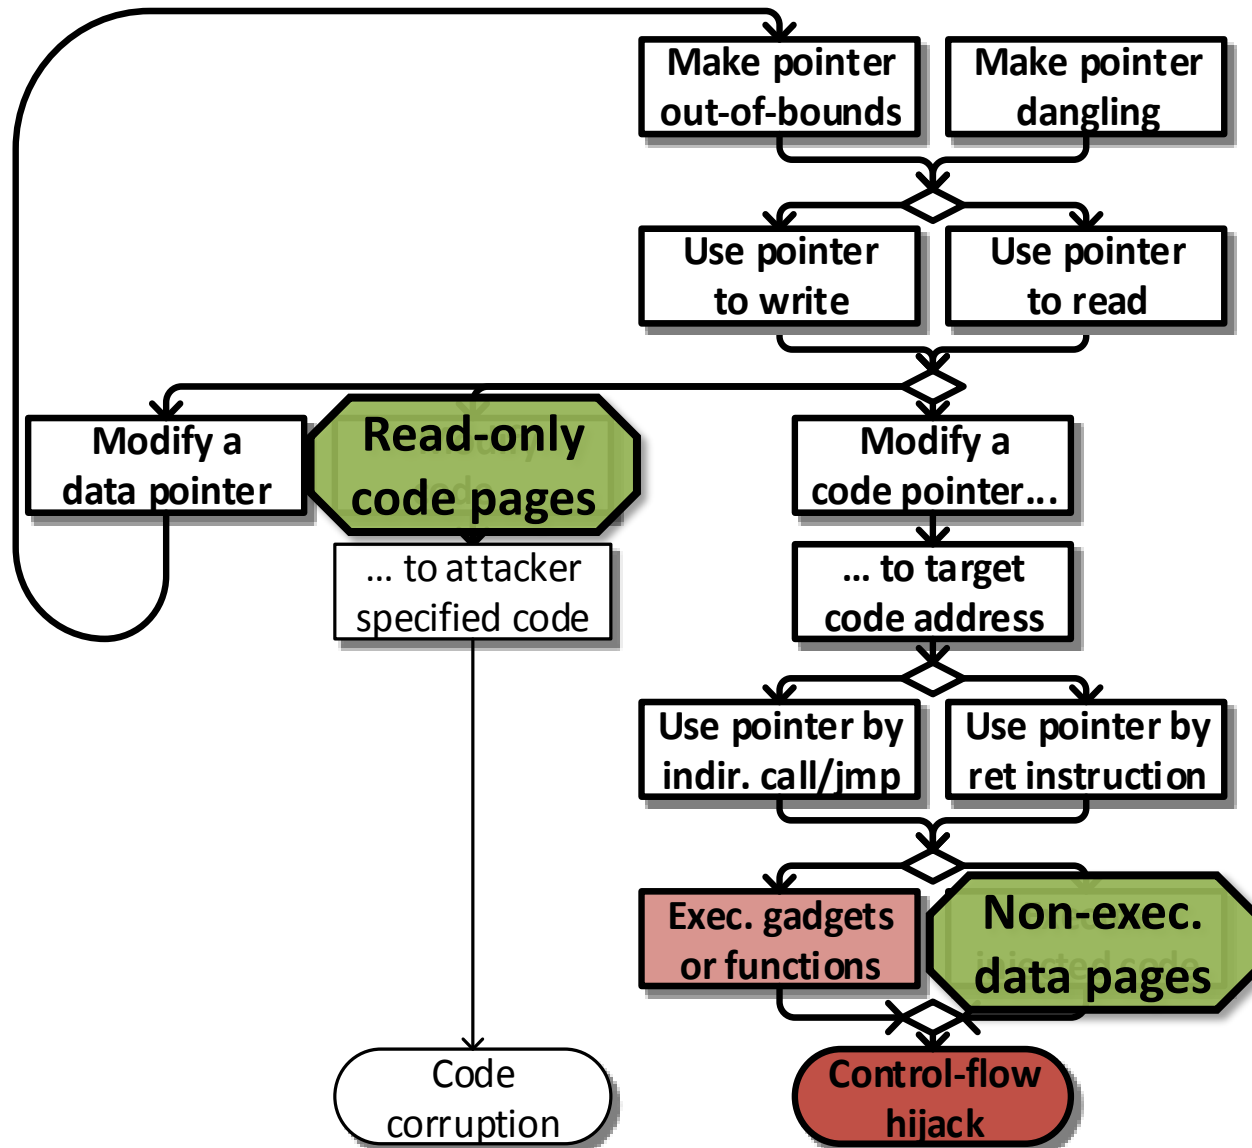 Make pointer
out-of-bounds
Make pointer
dangling
Use pointer
to write
Use pointer
to read
Modify a
data pointer
Read-only
code pages
Modify a
code pointer...
... to attacker
specified code
... to target
code address
Use pointer by
indir. call/jmp
Use pointer by
ret instruction
Exec. gadgets
or functions
Non-exec.
data pages
injected code
Code
corruption
Control-flow
hijack